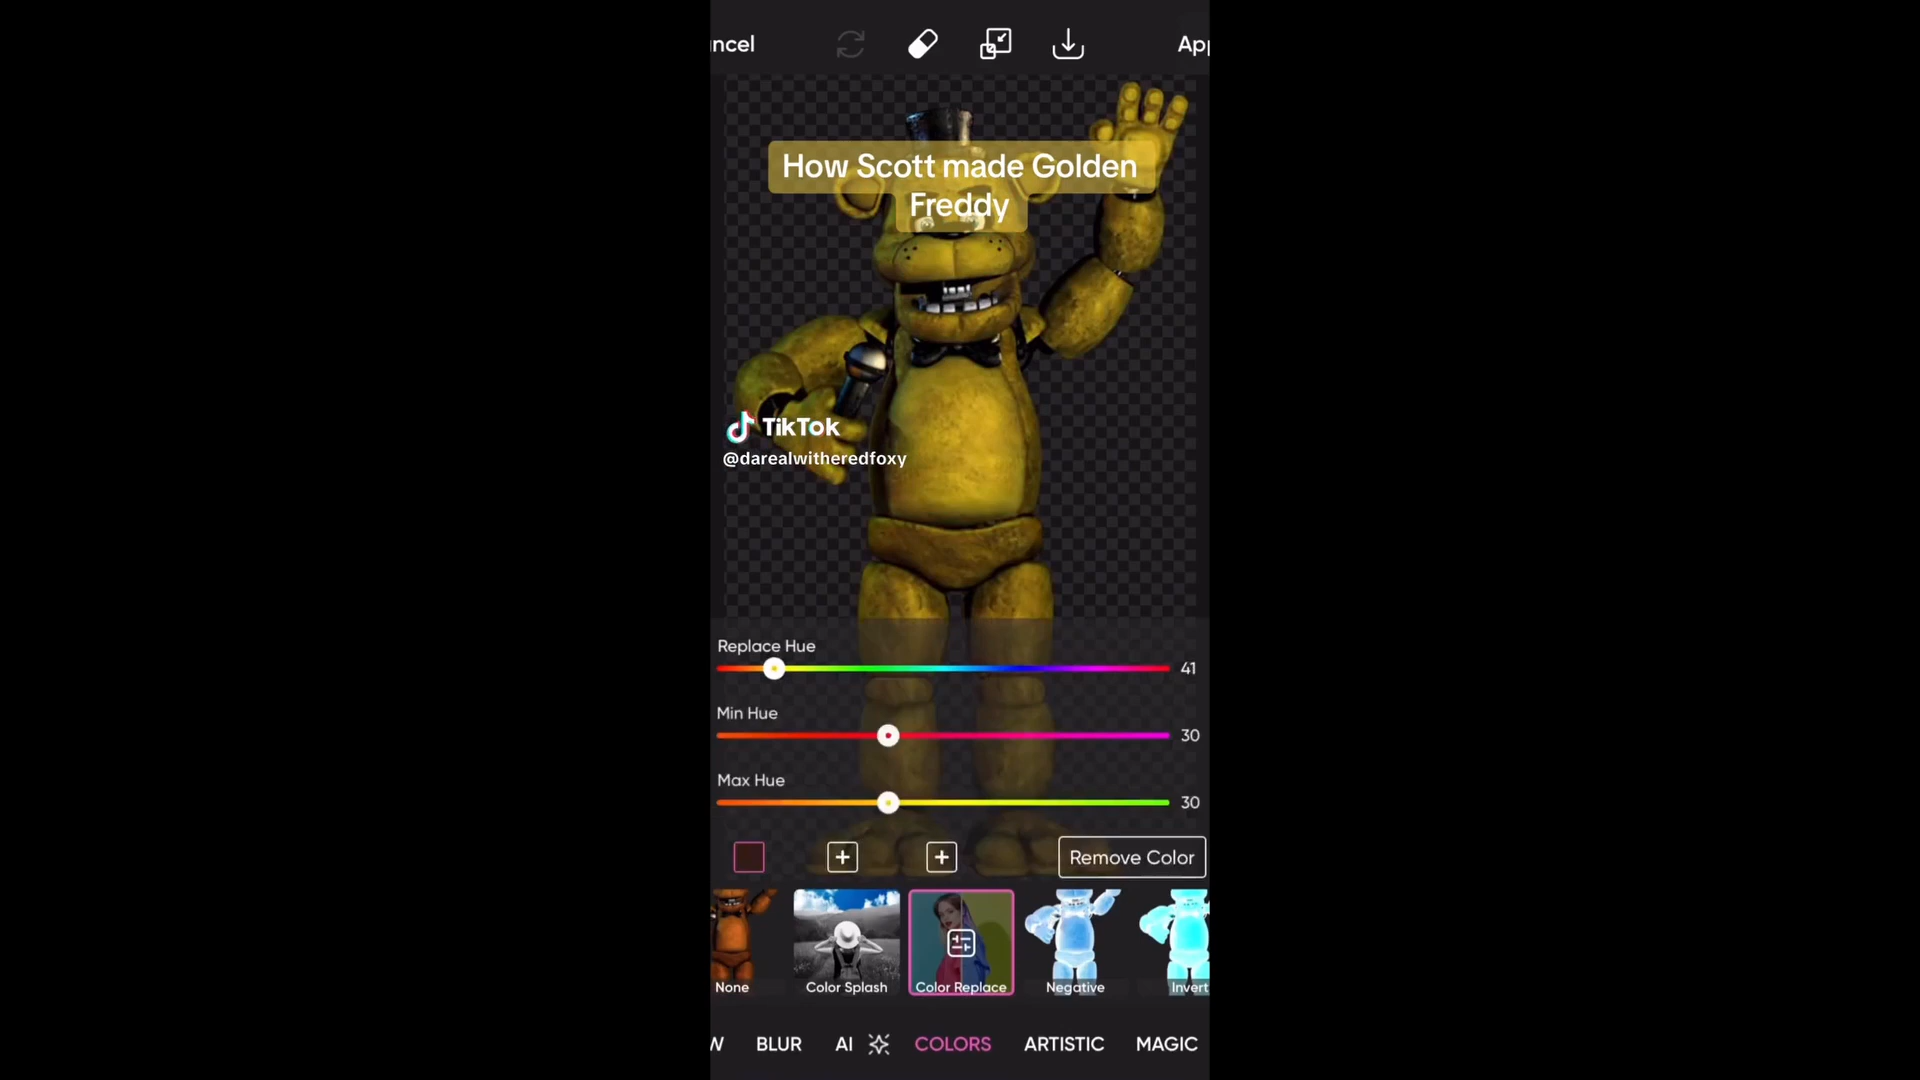 ncel
App
How Scott made Golden
Freddy
TikTok
@darealwitheredfoxy
Replace Hue
41
Min Hue
30
Max Hue
30
Remove Color
None
Color Splash
Color Replace
Negative
Invert
W
BLUR
AI
COLORS
ARTISTIC
MAGIC